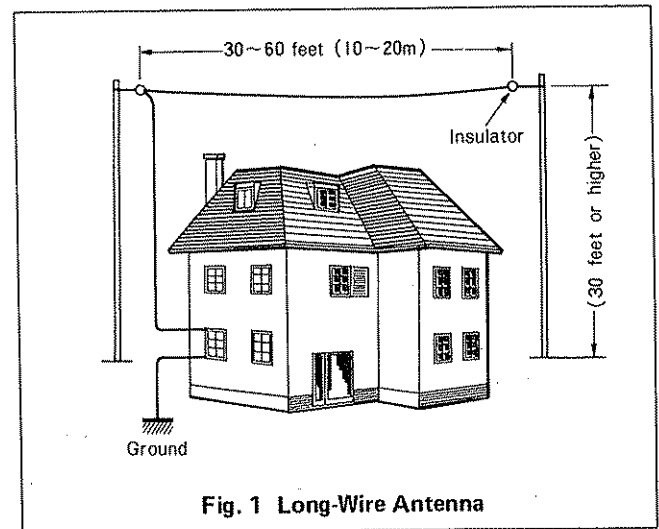 30~60 feet (10~20m)
Insulator
(30 feet or higher)
Ground
Fig. 1 Long-Wire Antenna